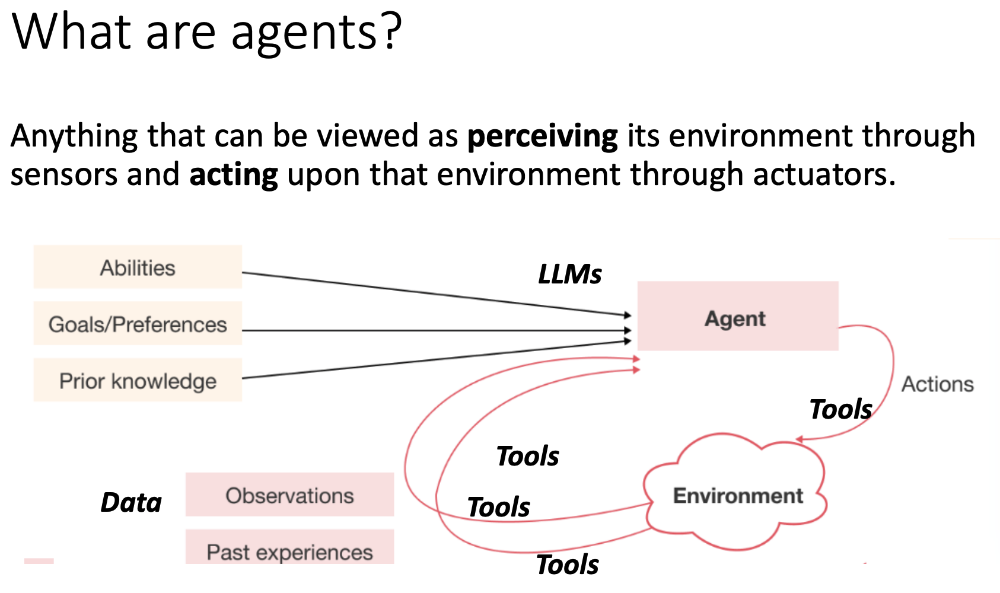 What are agents?
Anything that can be viewed as perceiving its environment through
sensors and acting upon that environment through actuators.
Abilities
LLMs
Agent
Goals/Preferences
Prior knowledge
Actions
Tools
Tools
Data
Observations
Tools
Environment
Past experiences
Tools